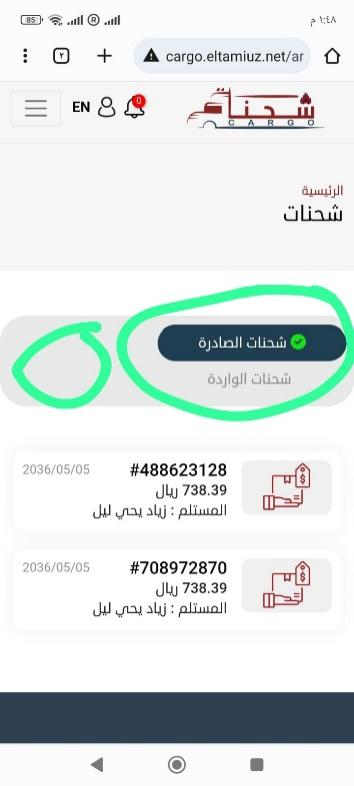 85 ١:٤٨ م
٢ cargo.eltamiuz.net/ar
EN 0 شحناتك
CARGO
الرئيسية
شحنات
شحنات الصادرة
شحنات الواردة
#488623128 2036/05/05
738.39 ريال
المستلم : زياد يحي ليل
#708972870 2036/05/05
738.39 ريال
المستلم : زياد يحي ليل